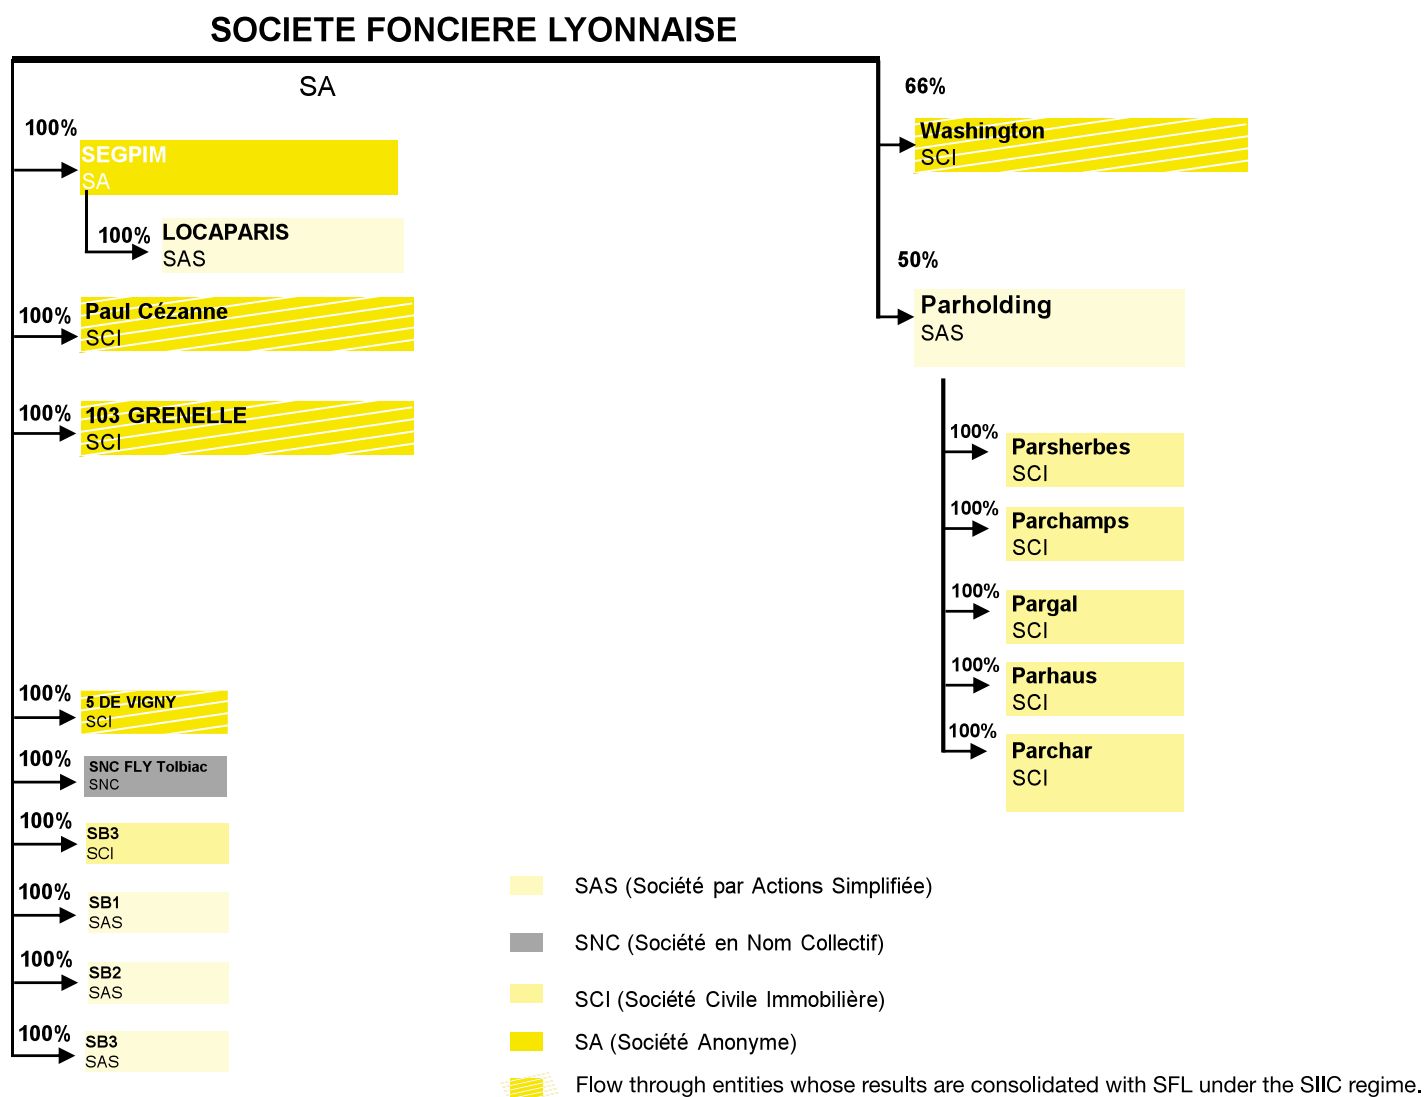 SOCIETE FONCIERE LYONNAISE
SA
100%
SEGPIM
SA
100%
LOCAPARIS
SAS
100%
Paul Cézanne
SCI
100%
103 GRENELLE
SCI
100%
5 DE VIGNY
SCI
100%
SNC FLY Tolbiac
SNC
100%
SB3
SCI
100%
SB1
SAS
100%
SB2
SAS
100%
SB3
SAS
66%
Washington
SCI
50%
Parholding
SAS
100%
Parsherbes
SCI
100%
Parchamps
SCI
100%
Pargal
SCI
100%
Parhaus
SCI
100%
Parchar
SCI
SAS (Société par Actions Simplifiée)
SNC (Société en Nom Collectif)
SCI (Société Civile Immobilière)
SA (Société Anonyme)
Flow through entities whose results are consolidated with SFL under the SIIC regime.